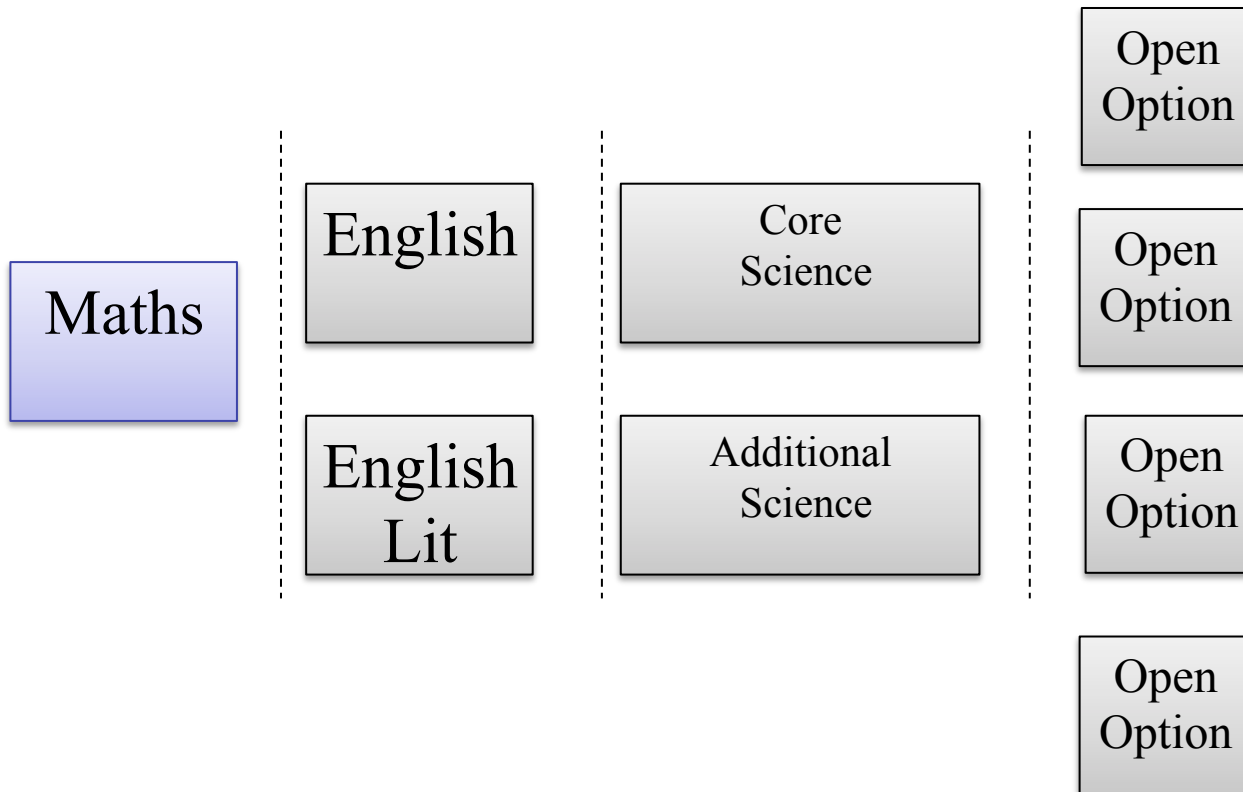 Maths
English
English
Lit
Core
Science
Additional
Science
Open
Option
Open
Option
Open
Option
Open
Option